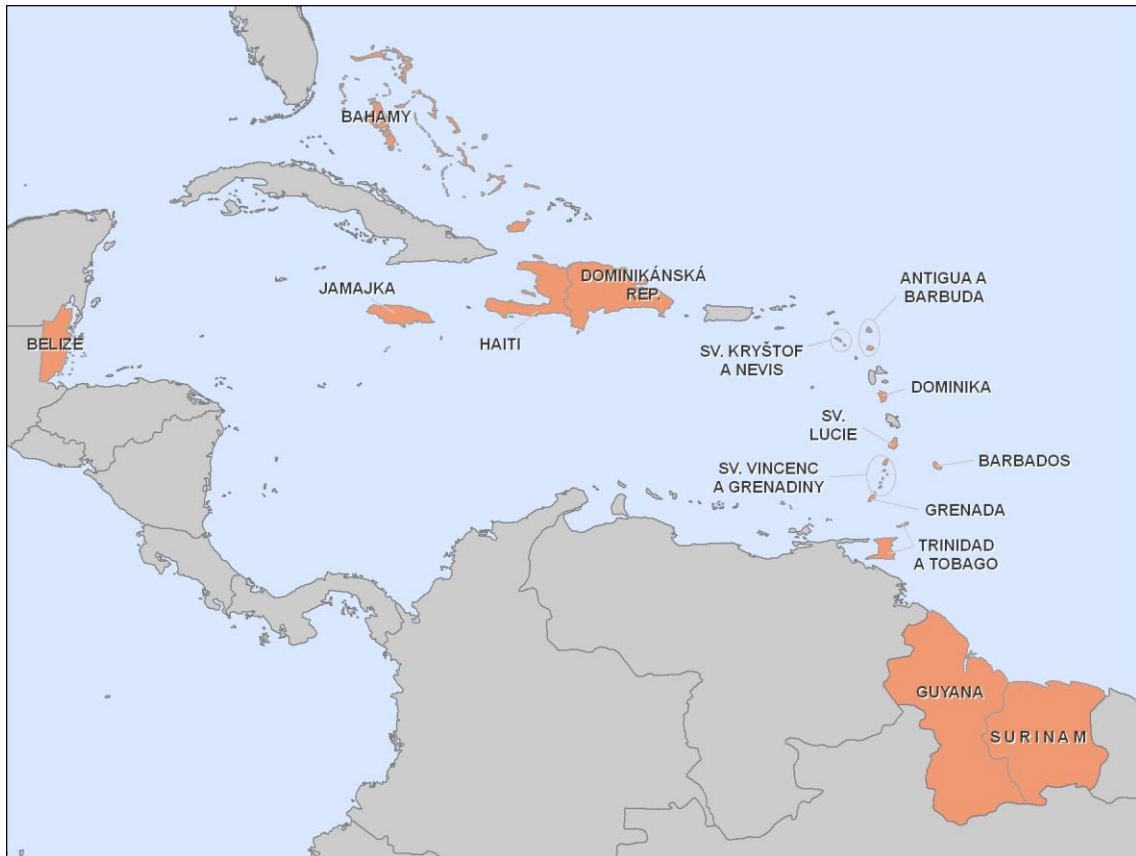 BAHAMY
DOMINIKÁNSKÁ
REP.
ANTIGUA A
BARBUDA
JAMAJKA
BELIZE
HAITI
SV. KRYŠTOF
A NEVIS
DOMINIKA
SV.
LUCIE
BARBADOS
SV. VINCENC
A GRENADINY
GRENADA
TRINIDAD
A TOBAGO
GUYANA
SURINAM